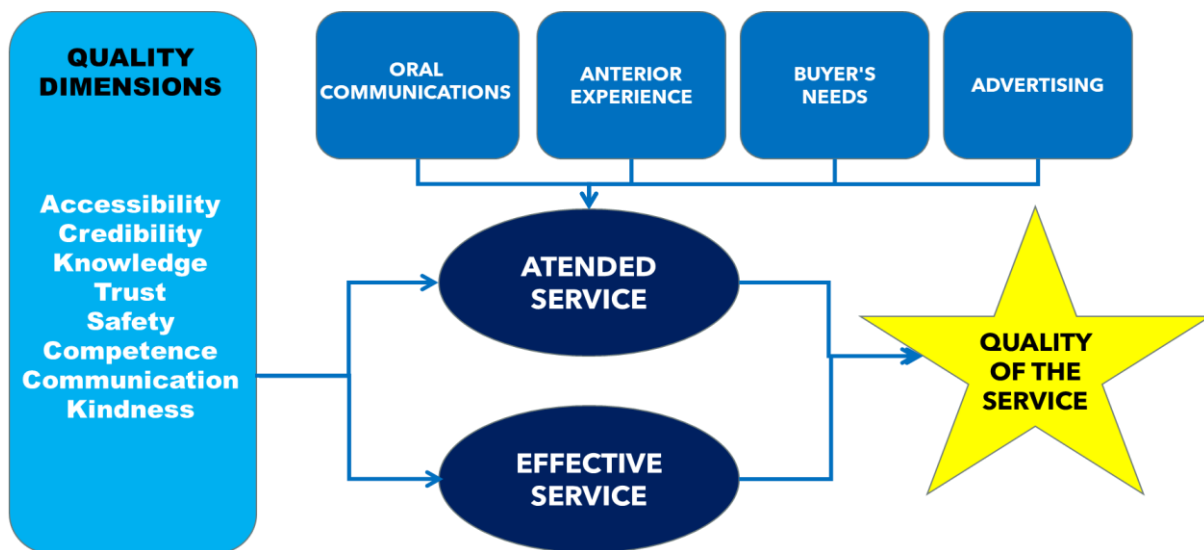 QUALITY
DIMENSIONS
Accessibility
Credibility
Knowledge
Trust
Safety
Competence
Communication
Kindness
ORAL
COMMUNICATIONS
ANTERIOR
EXPERIENCE
BUYER'S
NEEDS
ADVERTISING
ATENDED
SERVICE
EFFECTIVE
SERVICE
QUALITY
OF THE
SERVICE